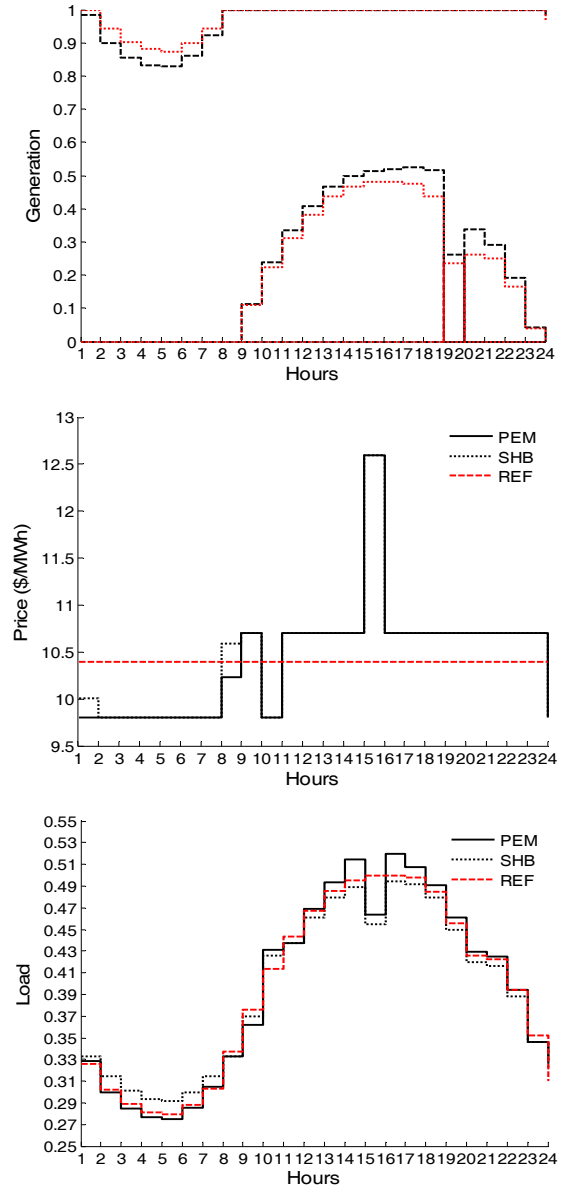 1
0.9
0.8
0.7
0.6
0.5
0.4
0.3
0.2
0.1
0
Generation
1 2 3 4 5 6 7 8 9 10 11 12 13 14 15 16 17 18 19 20 21 22 23 24
Hours
13
12.5
12
11.5
11
10.5
10
9.5
Price ($/MWh)
PEM
SHB
REF
1 2 3 4 5 6 7 8 9 10 11 12 13 14 15 16 17 18 19 20 21 22 23 24
Hours
0.55
0.53
0.51
0.49
0.47
0.45
0.43
0.41
0.39
0.37
0.35
0.33
0.31
0.29
0.27
0.25
Load
PEM
SHB
REF
1 2 3 4 5 6 7 8 9 10 11 12 13 14 15 16 17 18 19 20 21 22 23 24
Hours